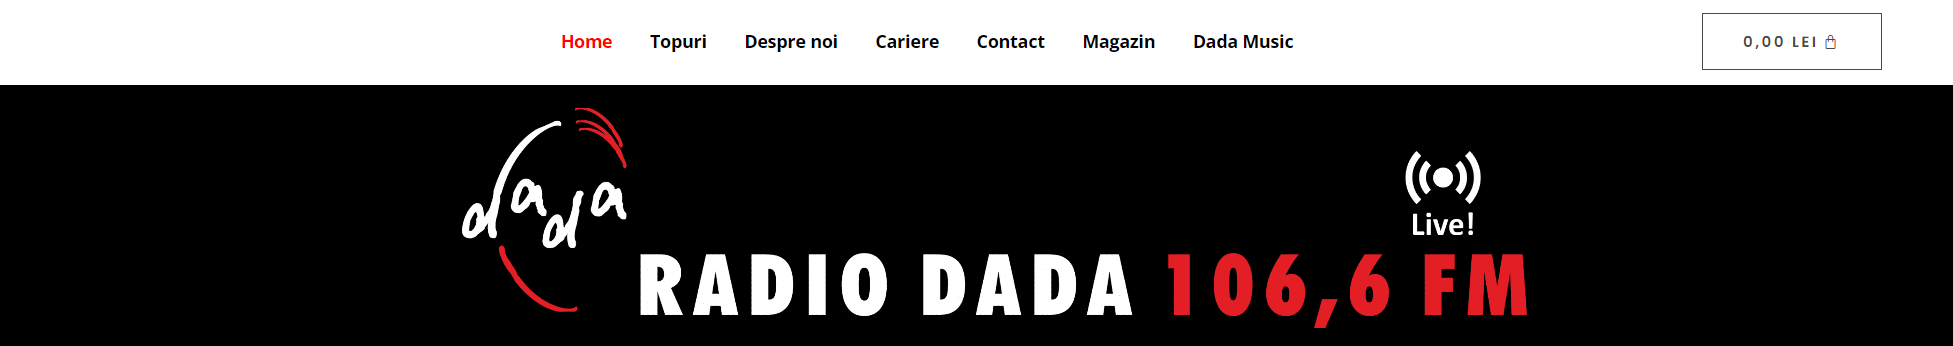 Home Topuri Despre noi Cariere Contact Magazin Dada Music 0,00 LEI
dada
Live!
RADIO DADA 106,6 FM